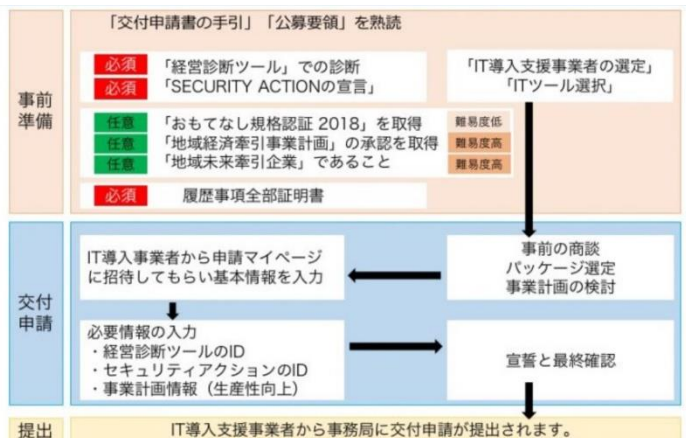 「交付申請書の手引」「公募要領」を熟読
事前
準備
必須 「経営診断ツール」での診断
必須 「SECURITY ACTIONの宣言」
任意 「おもてなし規格認証 2018」を取得 難易度低
任意 「地域経済牽引事業計画」の承認を取得 難易度高
任意 「地域未来牽引企業」であること 難易度高
必須 履歴事項全部証明書
「IT導入支援事業者の選定」
「ITツール選択」
交付
申請
事前の商談
パッケージ選定
事業計画の検討
IT導入事業者から申請マイページ
に招待してもらい基本情報を入力
必要情報の入力
・経営診断ツールのID
・セキュリティアクションのID
・事業計画情報（生産性向上）
宣誓と最終確認
提出
IT導入支援事業者から事務局に交付申請が提出されます。